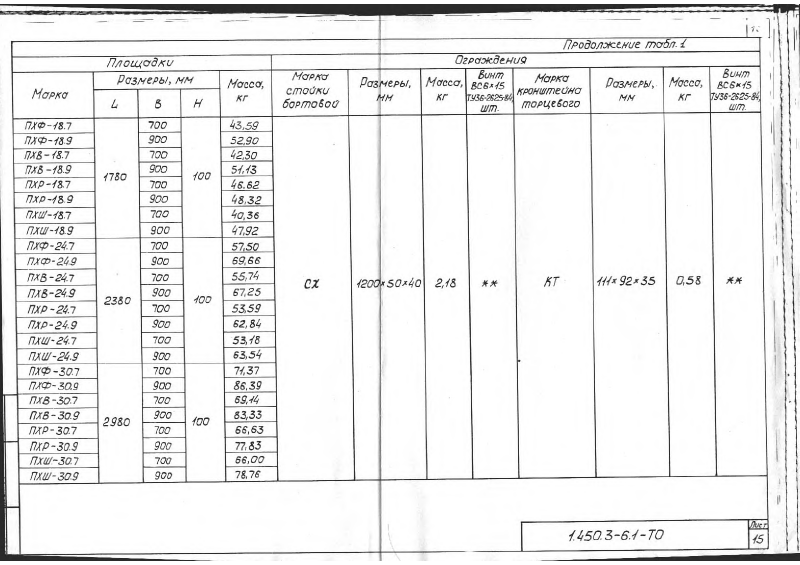 Продолжение табл. 1
Площадки Ограждения
Марка Размеры, мм Масса, кг Марка стойки бортовой Размеры, мм Масса, кг Винт ВС6×15 ТУ36-2625-84, шт. Марка кронштейна торцевого Размеры, мм Масса, кг Винт ВС6×15 ТУ36-2625-84, шт.
L B H
ПХФ-18.7 1780 700 100 43,59 СХ 1200×50×40 2,18 ** КТ 111×92×35 0,58 **
ПХФ-18.9 900 52,90
ПХВ-18.7 700 42,30
ПХВ-18.9 900 51,13
ПХР-18.7 700 46,62
ПХР-18.9 900 48,32
ПХШ-18.7 700 40,36
ПХШ-18.9 900 47,92
ПХФ-24.7 2380 700 100 57,50
ПХФ-24.9 900 69,66
ПХВ-24.7 700 55,74
ПХВ-24.9 900 67,25
ПХР-24.7 700 53,59
ПХР-24.9 900 62,84
ПХШ-24.7 700 53,18
ПХШ-24.9 900 63,54
ПХФ-30.7 2980 700 100 71,37
ПХФ-30.9 900 86,39
ПХВ-30.7 700 69,14
ПХВ-30.9 900 83,33
ПХР-30.7 700 66,63
ПХР-30.9 900 77,83
ПХШ-30.7 700 66,00
ПХШ-30.9 900 78,76
1.450.3-6.1-ТО
Лист
15